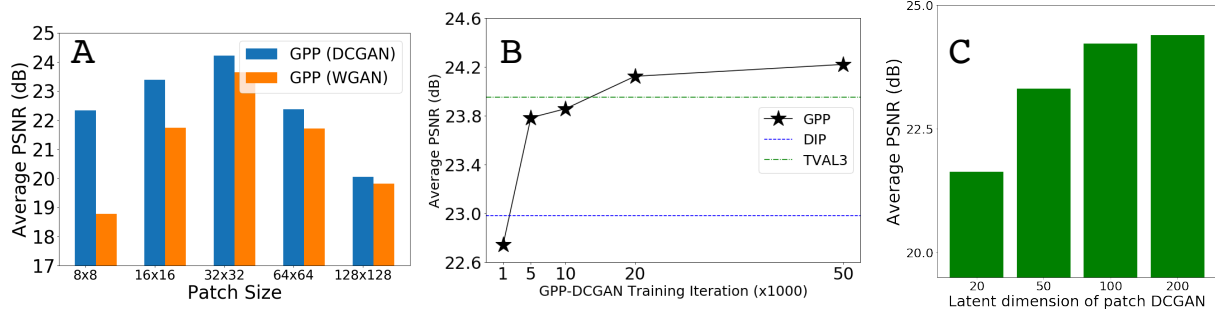 A
GPP (DCGAN)
GPP (WGAN)
25
24
23
22
21
20
19
18
17
Average PSNR (dB)
8x8
16x16
32x32
64x64
128x128
Patch Size
B
24.6
24.2
23.8
23.4
23.0
22.6
Average PSNR (dB)
GPP
DIP
TVAL3
1
5
10
20
50
GPP-DCGAN Training Iteration (x1000)
C
25.0
22.5
20.0
Average PSNR (dB)
20
50
100
200
Latent dimension of patch DCGAN